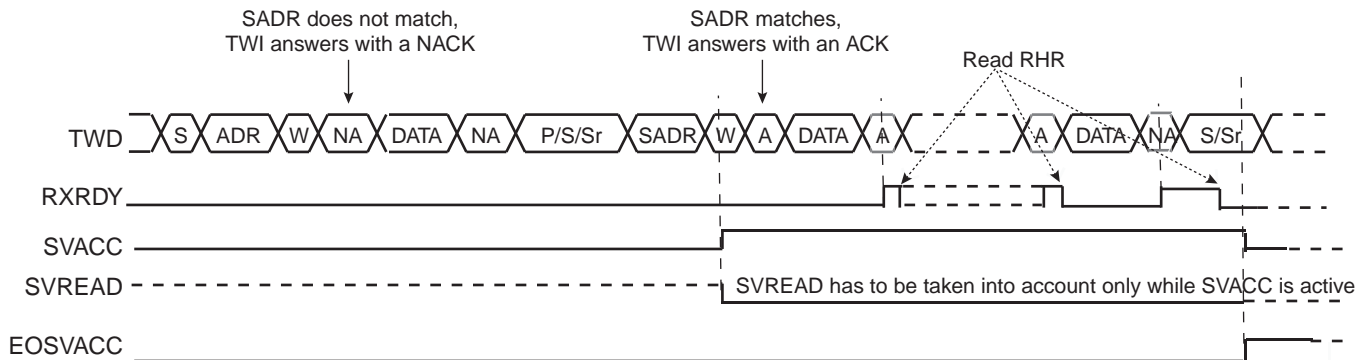 SADR does not match,
TWI answers with a NACK
SADR matches,
TWI answers with an ACK
Read RHR
TWD S ADR W NA DATA NA P/S/Sr SADR W A DATA A A DATA NA S/Sr
RXRDY
SVACC
SVREAD SVREAD has to be taken into account only while SVACC is active
EOSVACC